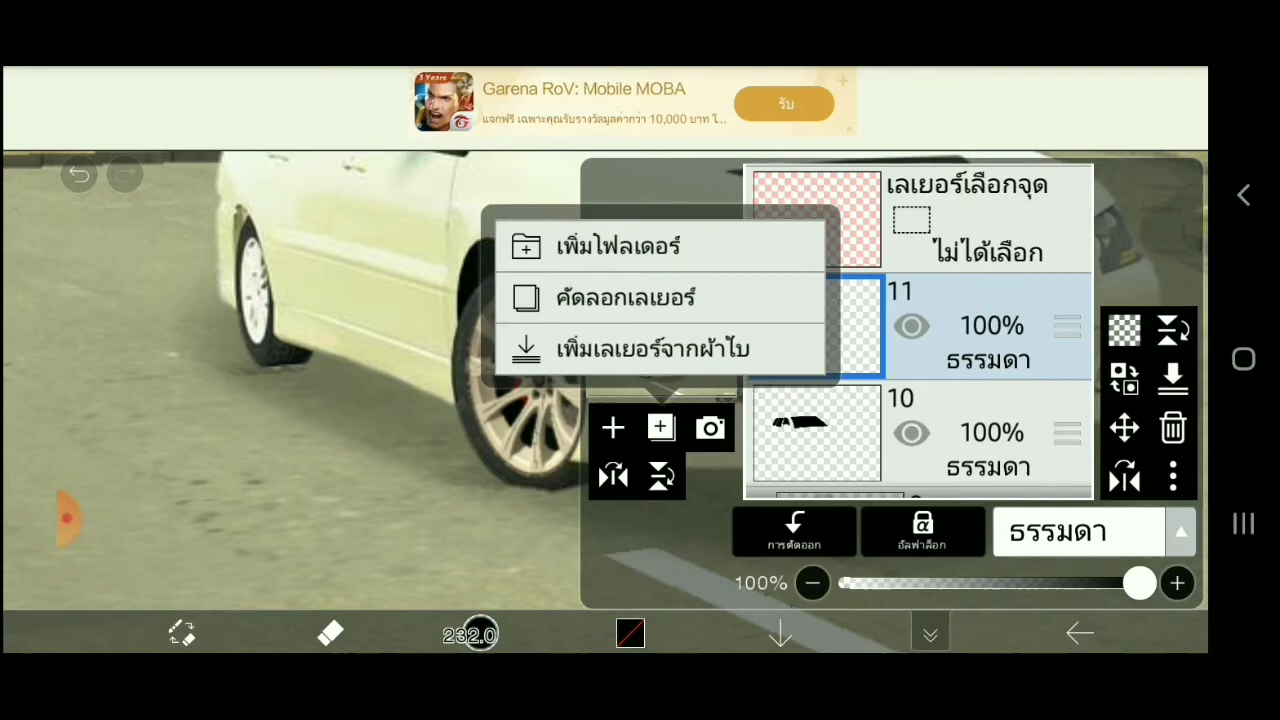 5 Years
Garena RoV: Mobile MOBA
แจกฟรี เฉพาะคุณรับรางวัลมูลค่ากว่า 10,000 บาท โ...
รับ
เลเยอร์เลือกจุด
ไม่ได้เลือก
เพิ่มโฟลเดอร์
คัดลอกเลเยอร์
เพิ่มเลเยอร์จากผ้าใบ
11
100%
ธรรมดา
10
100%
ธรรมดา
การตัดออก
อัลฟาล็อก
α
ธรรมดา
100%
232.0